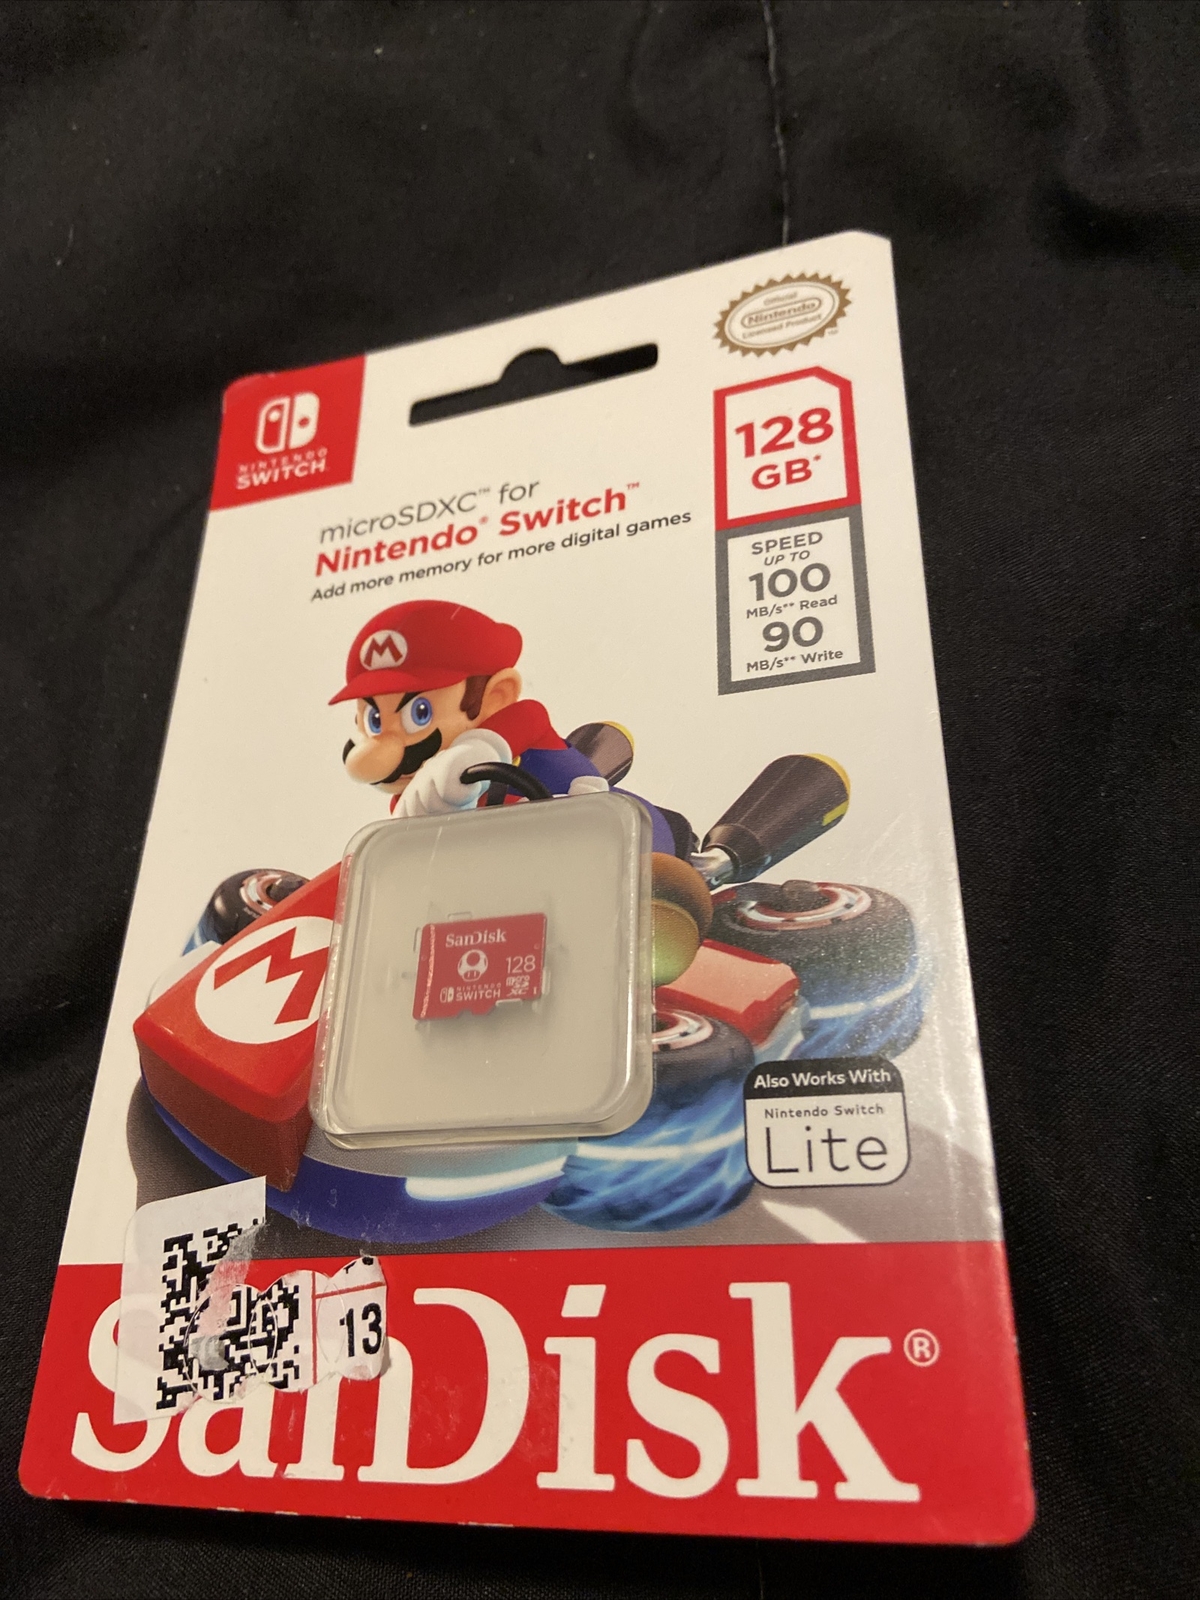 Official
Nintendo
Licensed Product
™
NINTENDO
SWITCH
128
GB*
microSDXC™ for
Nintendo® Switch™
Add more memory for more digital games
SPEED
UP TO
100
MB/s** Read
90
MB/s** Write
M
M
SanDisk
128
NINTENDO
SWITCH
Also Works With
Nintendo Switch
Lite
13
SanDisk®